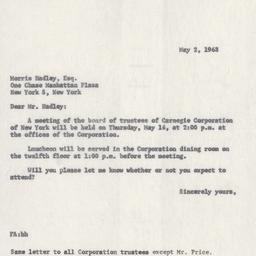 May 2, 1968
Morris Hadley, Esq.
One Chase Manhattan Plaza
New York 5, New York
Dear Mr. Hadley:
A meeting of the board of trustees of Carnegie Corporation
of New York will be held on Thursday, May 16, at 2:00 p.m. at
the offices of the Corporation.
Luncheon will be served in the Corporation dining room on
the twelfth floor at 1:00 p.m. before the meeting.
Will you please let me know whether or not you expect to
attend?
Sincerely yours,
FA:hh
Same letter to all Corporation trustees except Mr. Price.